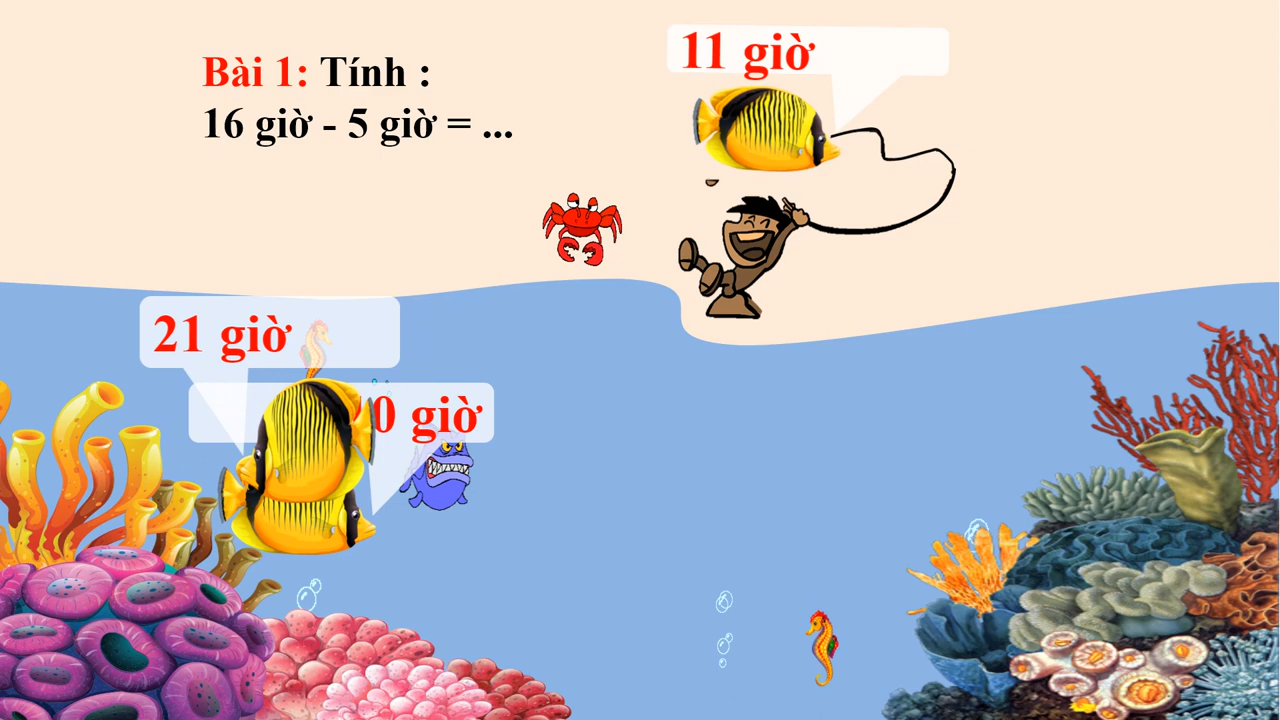 Bài 1: Tính :
16 giờ - 5 giờ = ...
11 giờ
21 giờ
giờ